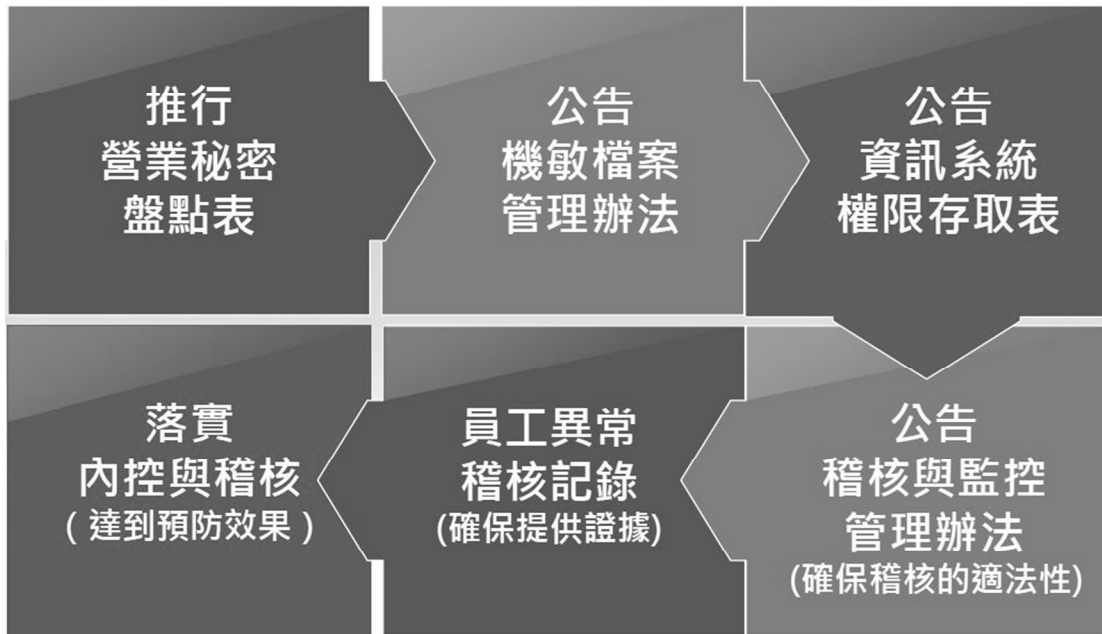 推行
營業秘密
盤點表
公告
機敏檔案
管理辦法
公告
資訊系統
權限存取表
公告
稽核與監控
管理辦法
(確保稽核的適法性)
員工異常
稽核記錄
(確保提供證據)
落實
內控與稽核
( 達到預防效果 )